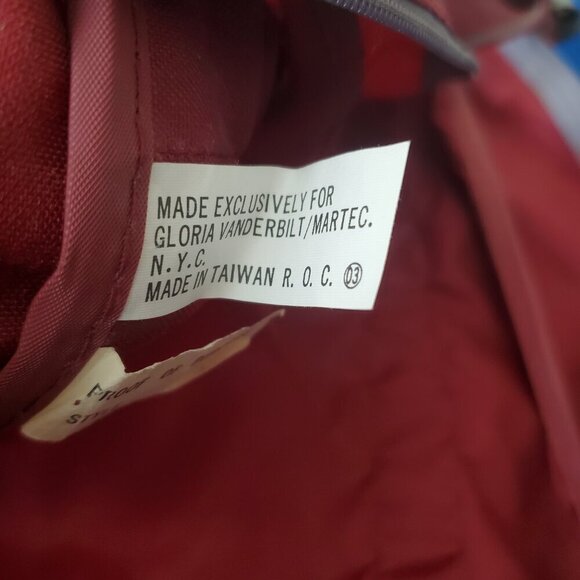 MADE EXCLUSIVELY FOR
GLORIA VANDERBILT/MARTEC.
N.Y.C.
MADE IN TAIWAN R. O. C. 03